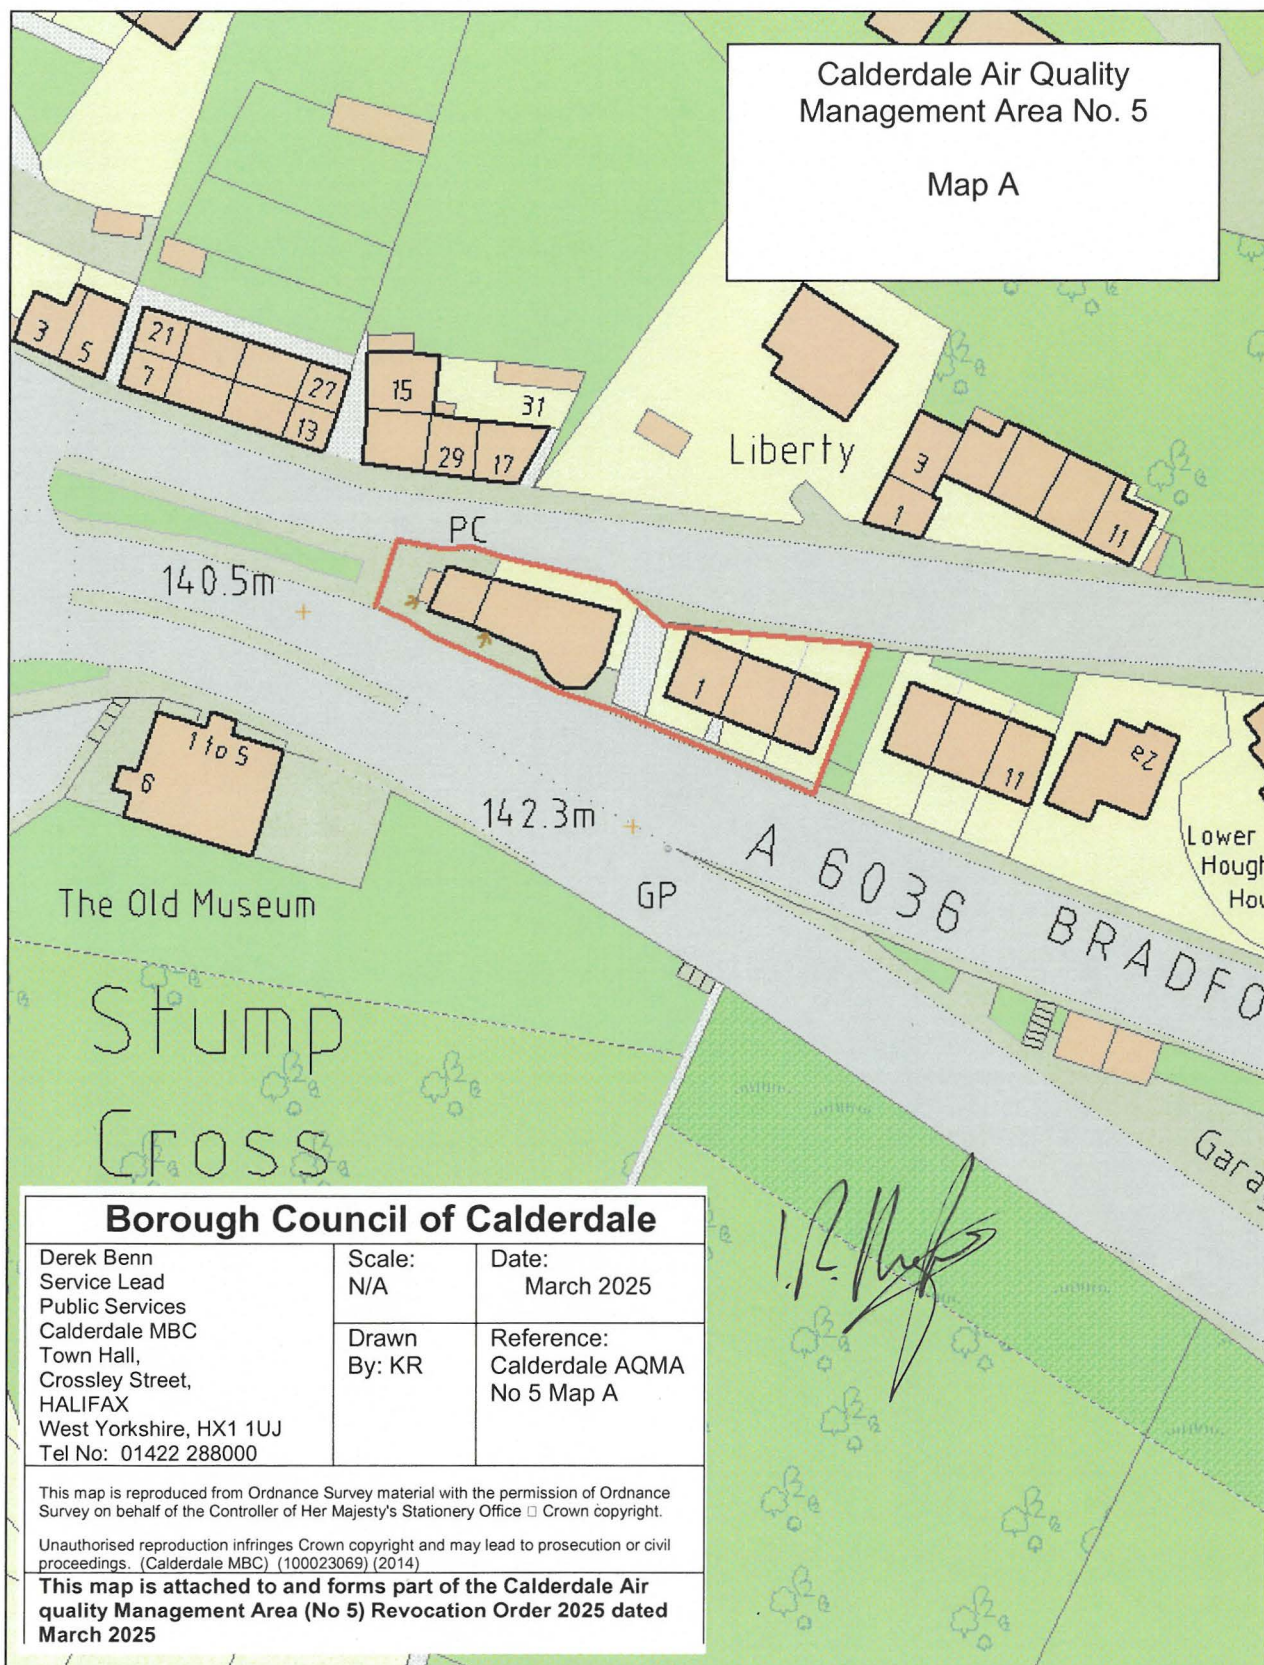 Calderdale Air Quality
Management Area No. 5
Map A
3
5
21
7
27
13
15
31
29
17
Liberty
3
1
11
PC
140.5m
1
11
2a
1 to 5
6
142.3m
Lower
Hough
Hou
A 6036 BRADFO
GP
The Old Museum
Stump
Cross
Gara
Borough Council of Calderdale
Derek Benn
Service Lead
Public Services
Calderdale MBC
Town Hall,
Crossley Street,
HALIFAX
West Yorkshire, HX1 1UJ
Tel No: 01422 288000
Scale:
N/A
Date:
March 2025
Drawn
By: KR
Reference:
Calderdale AQMA
No 5 Map A
This map is reproduced from Ordnance Survey material with the permission of Ordnance
Survey on behalf of the Controller of Her Majesty's Stationery Office □ Crown copyright.
Unauthorised reproduction infringes Crown copyright and may lead to prosecution or civil
proceedings. (Calderdale MBC) (100023069) (2014)
This map is attached to and forms part of the Calderdale Air
quality Management Area (No 5) Revocation Order 2025 dated
March 2025